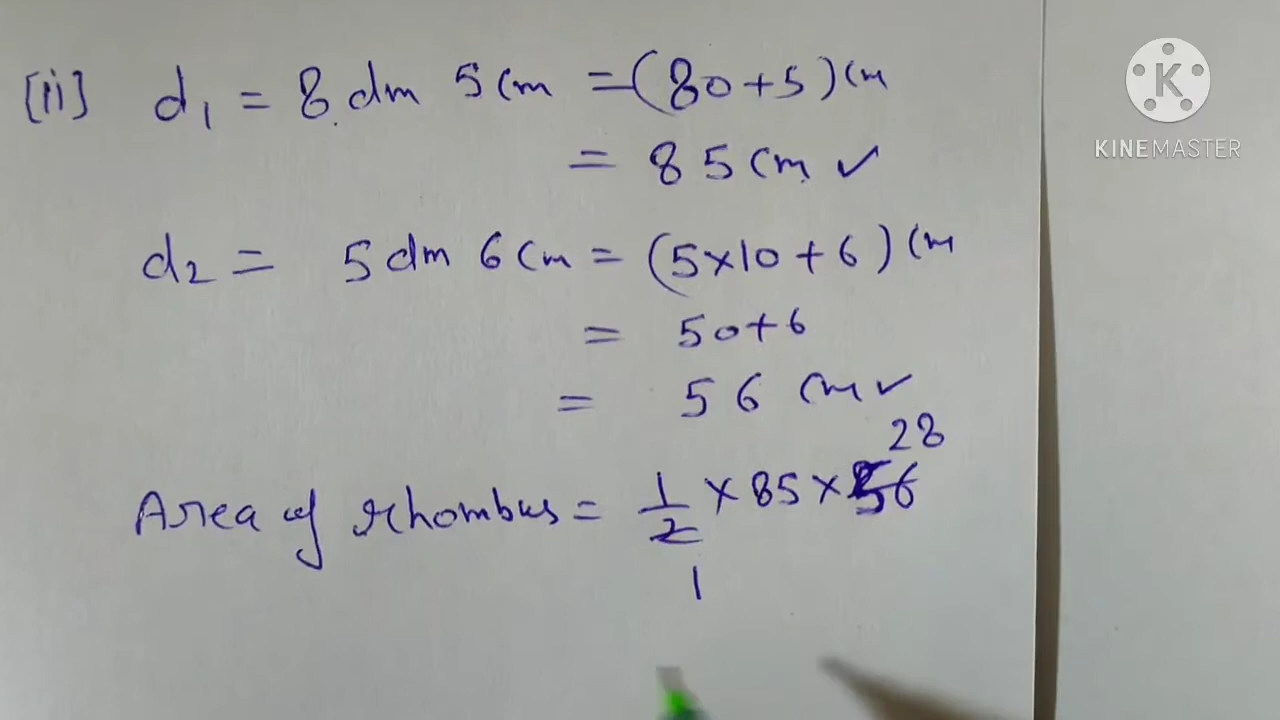 [ii] d₁ = 8 dm 5 cm = (80+5) cm
= 85 cm ✓
d₂ = 5 dm 6 cm = (5×10 + 6) cm
= 50+6
= 56 cm ✓
28
Area of rhombus = 1/2 × 85 × 56
1
K
KINEMASTER